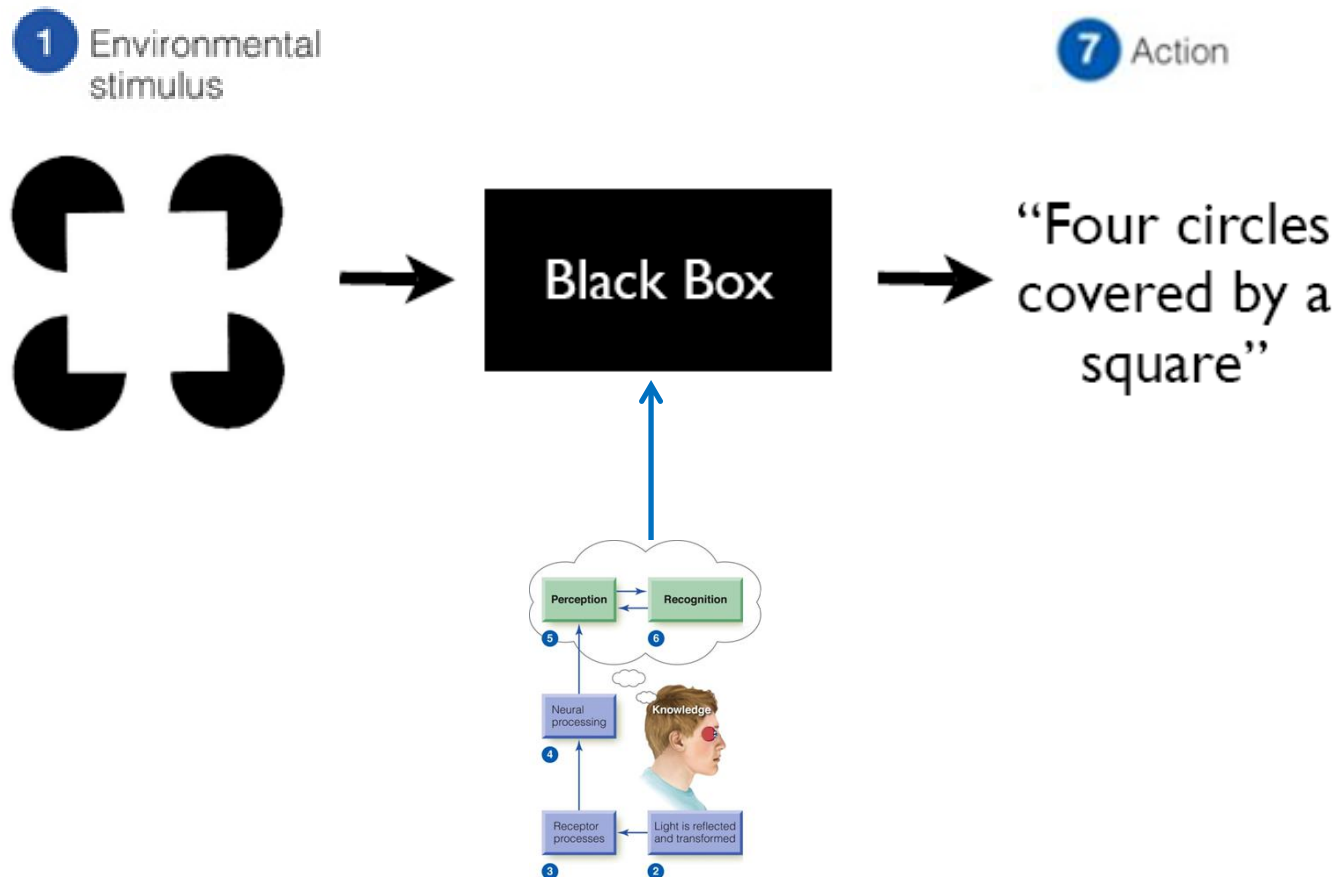 1 Environmental
stimulus
7 Action
Black Box
“Four circles
covered by a
square”
Perception
Recognition
5
6
Neural
processing
Knowledge
4
Receptor
processes
Light is reflected
and transformed
3
2